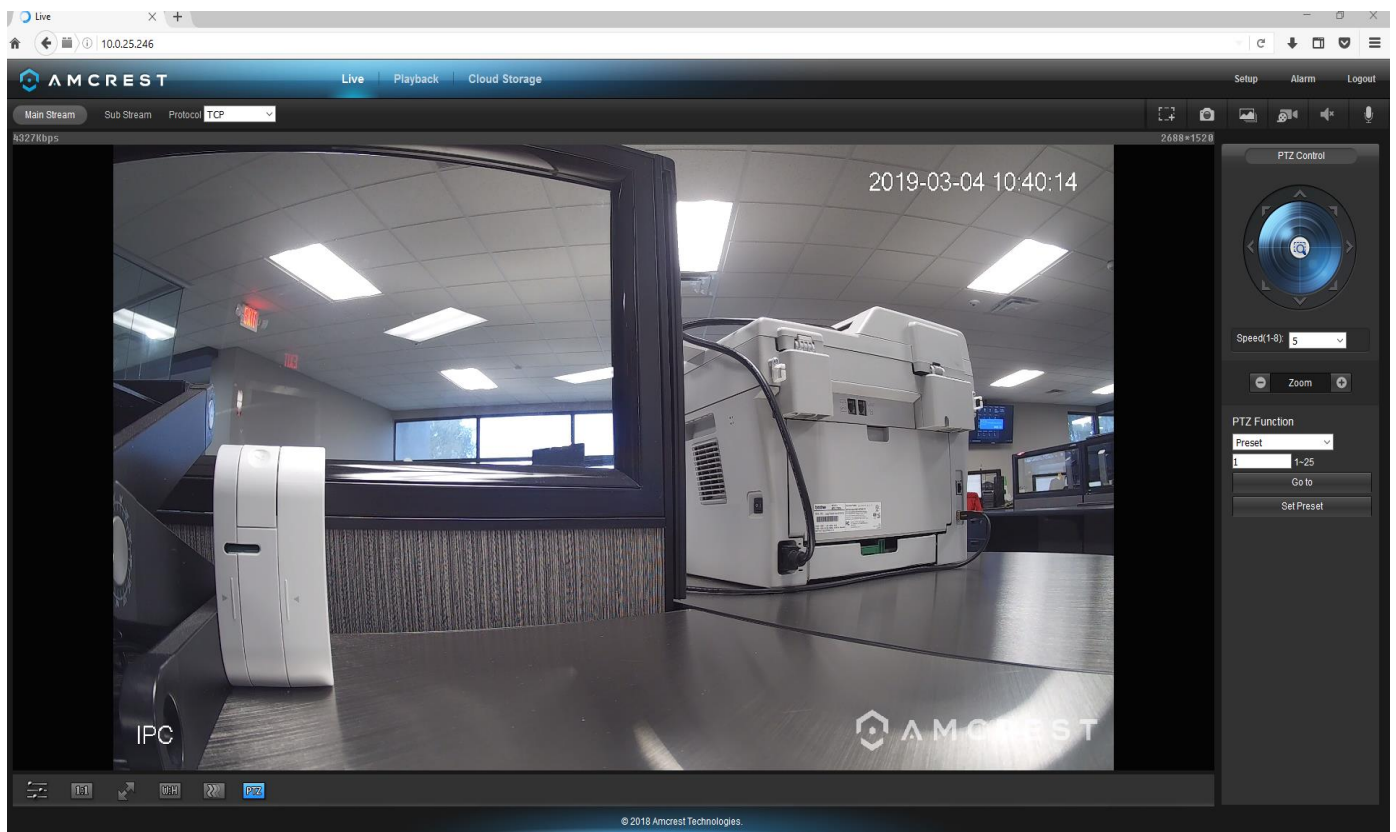 Live
10.0.25.246
AMCREST
Live Playback Cloud Storage
Setup Alarm Logout
Main Stream Sub Stream Protocol TCP
4327Kbps
2688*1520
2019-03-04 10:40:14
IPC
AMCREST
PTZ Control
Speed(1-8): 5
Zoom
PTZ Function
Preset
1 1~25
Go to
Set Preset
1:1
W:H
PTZ
© 2018 Amcrest Technologies.